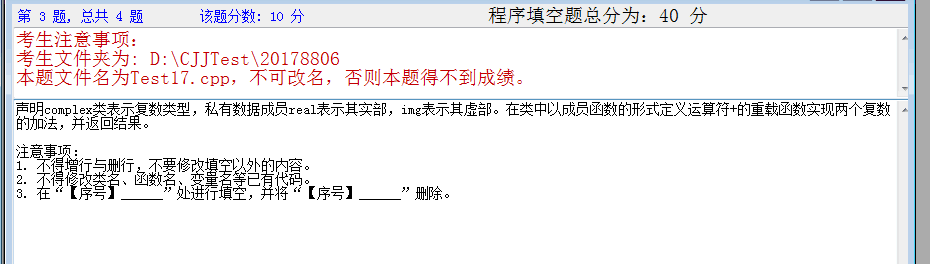 第 3 题, 总共 4 题 该题分数: 10 分 程序填空题总分为: 40 分
考生注意事项:
考生文件夹为: D:\CJJTest\20178806
本题文件名为Test17.cpp, 不可改名, 否则本题得不到成绩。
声明complex类表示复数类型, 私有数据成员real表示其实部, img表示其虚部。在类中以成员函数的形式定义运算符+的重载函数实现两个复数
的加法, 并返回结果。
注意事项:
1. 不得增行与删行, 不要修改填空以外的内容。
2. 不得修改类名、函数名、变量名等已有代码。
3. 在“【序号】______”处进行填空, 并将“【序号】______”删除。